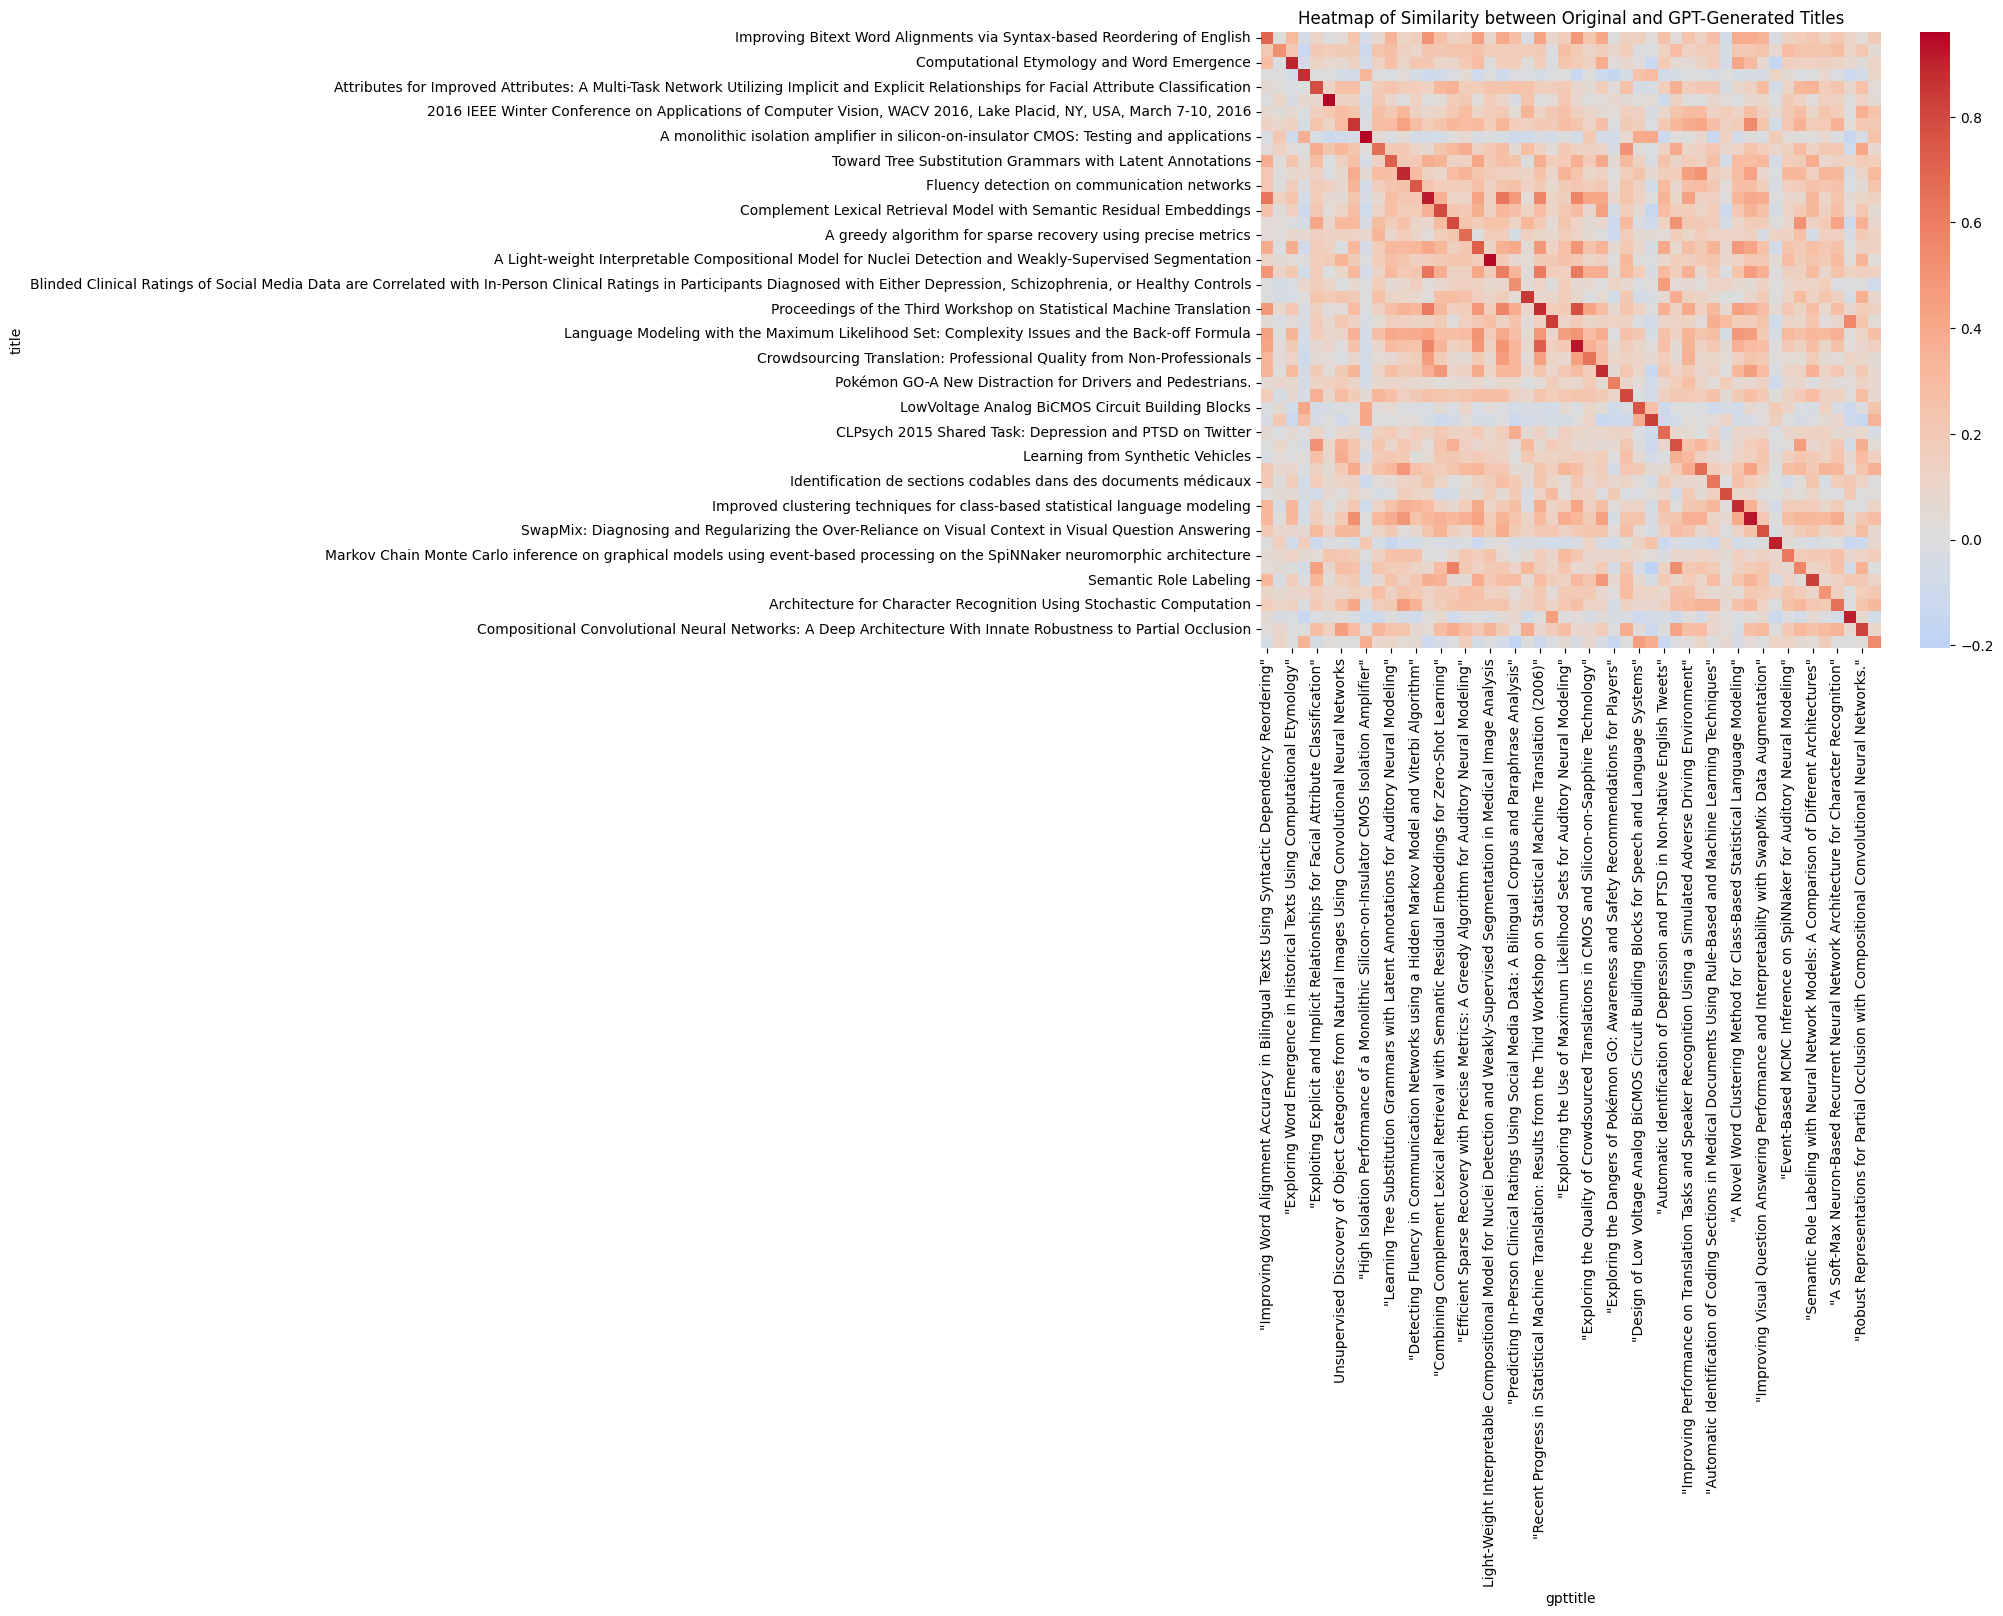 Heatmap of Similarity between Original and GPT-Generated Titles
title
Improving Bitext Word Alignments via Syntax-based Reordering of English
Computational Etymology and Word Emergence
Attributes for Improved Attributes: A Multi-Task Network Utilizing Implicit and Explicit Relationships for Facial Attribute Classification
2016 IEEE Winter Conference on Applications of Computer Vision, WACV 2016, Lake Placid, NY, USA, March 7-10, 2016
A monolithic isolation amplifier in silicon-on-insulator CMOS: Testing and applications
Toward Tree Substitution Grammars with Latent Annotations
Fluency detection on communication networks
Complement Lexical Retrieval Model with Semantic Residual Embeddings
A greedy algorithm for sparse recovery using precise metrics
A Light-weight Interpretable Compositional Model for Nuclei Detection and Weakly-Supervised Segmentation
Blinded Clinical Ratings of Social Media Data are Correlated with In-Person Clinical Ratings in Participants Diagnosed with Either Depression, Schizophrenia, or Healthy Controls
Proceedings of the Third Workshop on Statistical Machine Translation
Language Modeling with the Maximum Likelihood Set: Complexity Issues and the Back-off Formula
Crowdsourcing Translation: Professional Quality from Non-Professionals
Pokémon GO-A New Distraction for Drivers and Pedestrians.
LowVoltage Analog BiCMOS Circuit Building Blocks
CLPsych 2015 Shared Task: Depression and PTSD on Twitter
Learning from Synthetic Vehicles
Identification de sections codables dans des documents médicaux
Improved clustering techniques for class-based statistical language modeling
SwapMix: Diagnosing and Regularizing the Over-Reliance on Visual Context in Visual Question Answering
Markov Chain Monte Carlo inference on graphical models using event-based processing on the SpiNNaker neuromorphic architecture
Semantic Role Labeling
Architecture for Character Recognition Using Stochastic Computation
Compositional Convolutional Neural Networks: A Deep Architecture With Innate Robustness to Partial Occlusion
"Improving Word Alignment Accuracy in Bilingual Texts Using Syntactic Dependency Reordering"
"Exploring Word Emergence in Historical Texts Using Computational Etymology"
"Exploiting Explicit and Implicit Relationships for Facial Attribute Classification"
Unsupervised Discovery of Object Categories from Natural Images Using Convolutional Neural Networks
"High Isolation Performance of a Monolithic Silicon-on-Insulator CMOS Isolation Amplifier"
"Learning Tree Substitution Grammars with Latent Annotations for Auditory Neural Modeling"
"Detecting Fluency in Communication Networks using a Hidden Markov Model and Viterbi Algorithm"
"Combining Complement Lexical Retrieval with Semantic Residual Embeddings for Zero-Shot Learning"
"Efficient Sparse Recovery with Precise Metrics: A Greedy Algorithm for Auditory Neural Modeling"
Light-Weight Interpretable Compositional Model for Nuclei Detection and Weakly-Supervised Segmentation in Medical Image Analysis
"Predicting In-Person Clinical Ratings Using Social Media Data: A Bilingual Corpus and Paraphrase Analysis"
"Recent Progress in Statistical Machine Translation: Results from the Third Workshop on Statistical Machine Translation (2006)"
"Exploring the Use of Maximum Likelihood Sets for Auditory Neural Modeling"
"Exploring the Quality of Crowdsourced Translations in CMOS and Silicon-on-Sapphire Technology"
"Exploring the Dangers of Pokémon GO: Awareness and Safety Recommendations for Players"
"Design of Low Voltage Analog BiCMOS Circuit Building Blocks for Speech and Language Systems"
"Automatic Identification of Depression and PTSD in Non-Native English Tweets"
"Improving Performance on Translation Tasks and Speaker Recognition Using a Simulated Adverse Driving Environment"
"Automatic Identification of Coding Sections in Medical Documents Using Rule-Based and Machine Learning Techniques"
"A Novel Word Clustering Method for Class-Based Statistical Language Modeling"
"Improving Visual Question Answering Performance and Interpretability with SwapMix Data Augmentation"
"Event-Based MCMC Inference on SpiNNaker for Auditory Neural Modeling"
"Semantic Role Labeling with Neural Network Models: A Comparison of Different Architectures"
"A Soft-Max Neuron-Based Recurrent Neural Network Architecture for Character Recognition"
"Robust Representations for Partial Occlusion with Compositional Convolutional Neural Networks."
gpttitle
0.8
0.6
0.4
0.2
0.0
−0.2